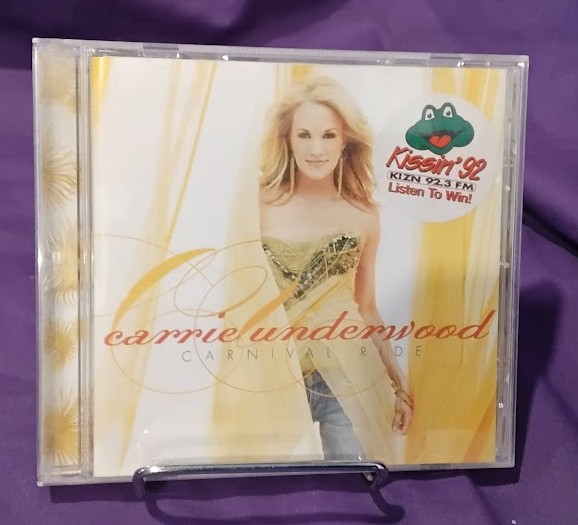 Kissin' 92
KIZN 92.3 FM
Listen To Win!
carrie underwood
CARNIVAL RIDE